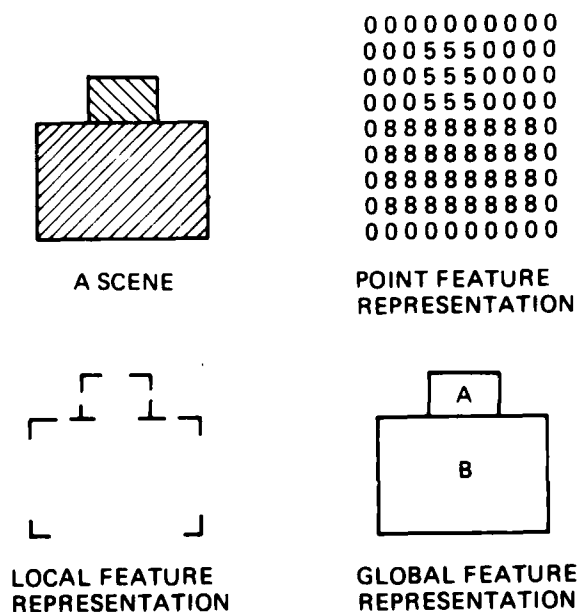 0000000000
0005550000
0005550000
0005550000
0888888880
0888888880
0888888880
0888888880
0000000000
A SCENE
POINT FEATURE
REPRESENTATION
A
B
LOCAL FEATURE
REPRESENTATION
GLOBAL FEATURE
REPRESENTATION